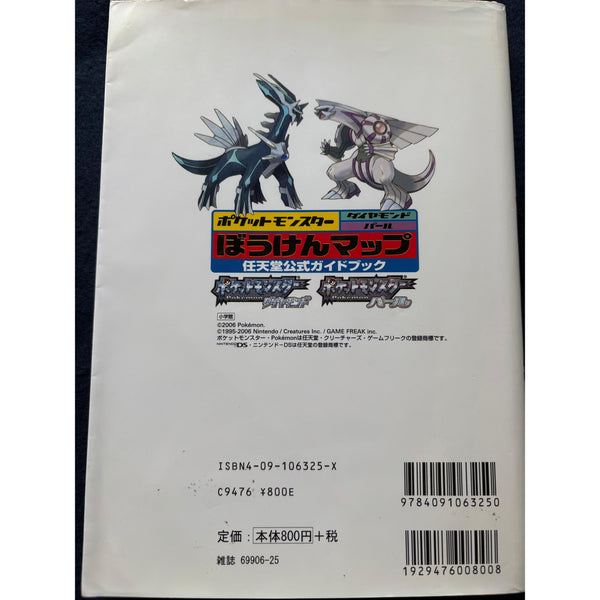 ポケットモンスター
ダイヤモンド
パール
ぼうけんマップ
任天堂公式ガイドブック
ポケットモンスター
Pokémon
ダイヤモンド
ポケットモンスター
Pokémon
パール
小学館
©2006 Pokémon.
©1995-2006 Nintendo / Creatures Inc. / GAME FREAK inc.
ポケットモンスター・Pokémonは任天堂・クリーチャーズ・ゲームフリークの登録商標です。
NINTENDO DS・ニンテンドーDSは任天堂の登録商標です。
ISBN4-09-106325-X
C9476 ¥800E
9784091063250
定価：本体800円+税
雑誌 69906-25
1929476008008